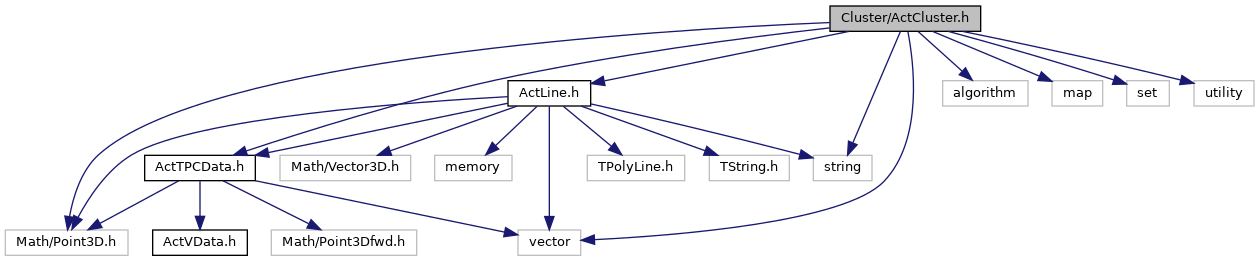 Cluster/ActCluster.h
ActLine.h
algorithm
map
set
utility
ActTPCData.h
Math/Vector3D.h
memory
TPolyLine.h
TString.h
string
Math/Point3D.h
ActVData.h
Math/Point3Dfwd.h
vector